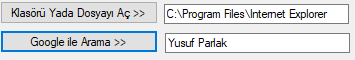 Klasörü Yada Dosyayı Aç >> C:\Program Files\Internet Explorer
Google ile Arama >> Yusuf Parlak